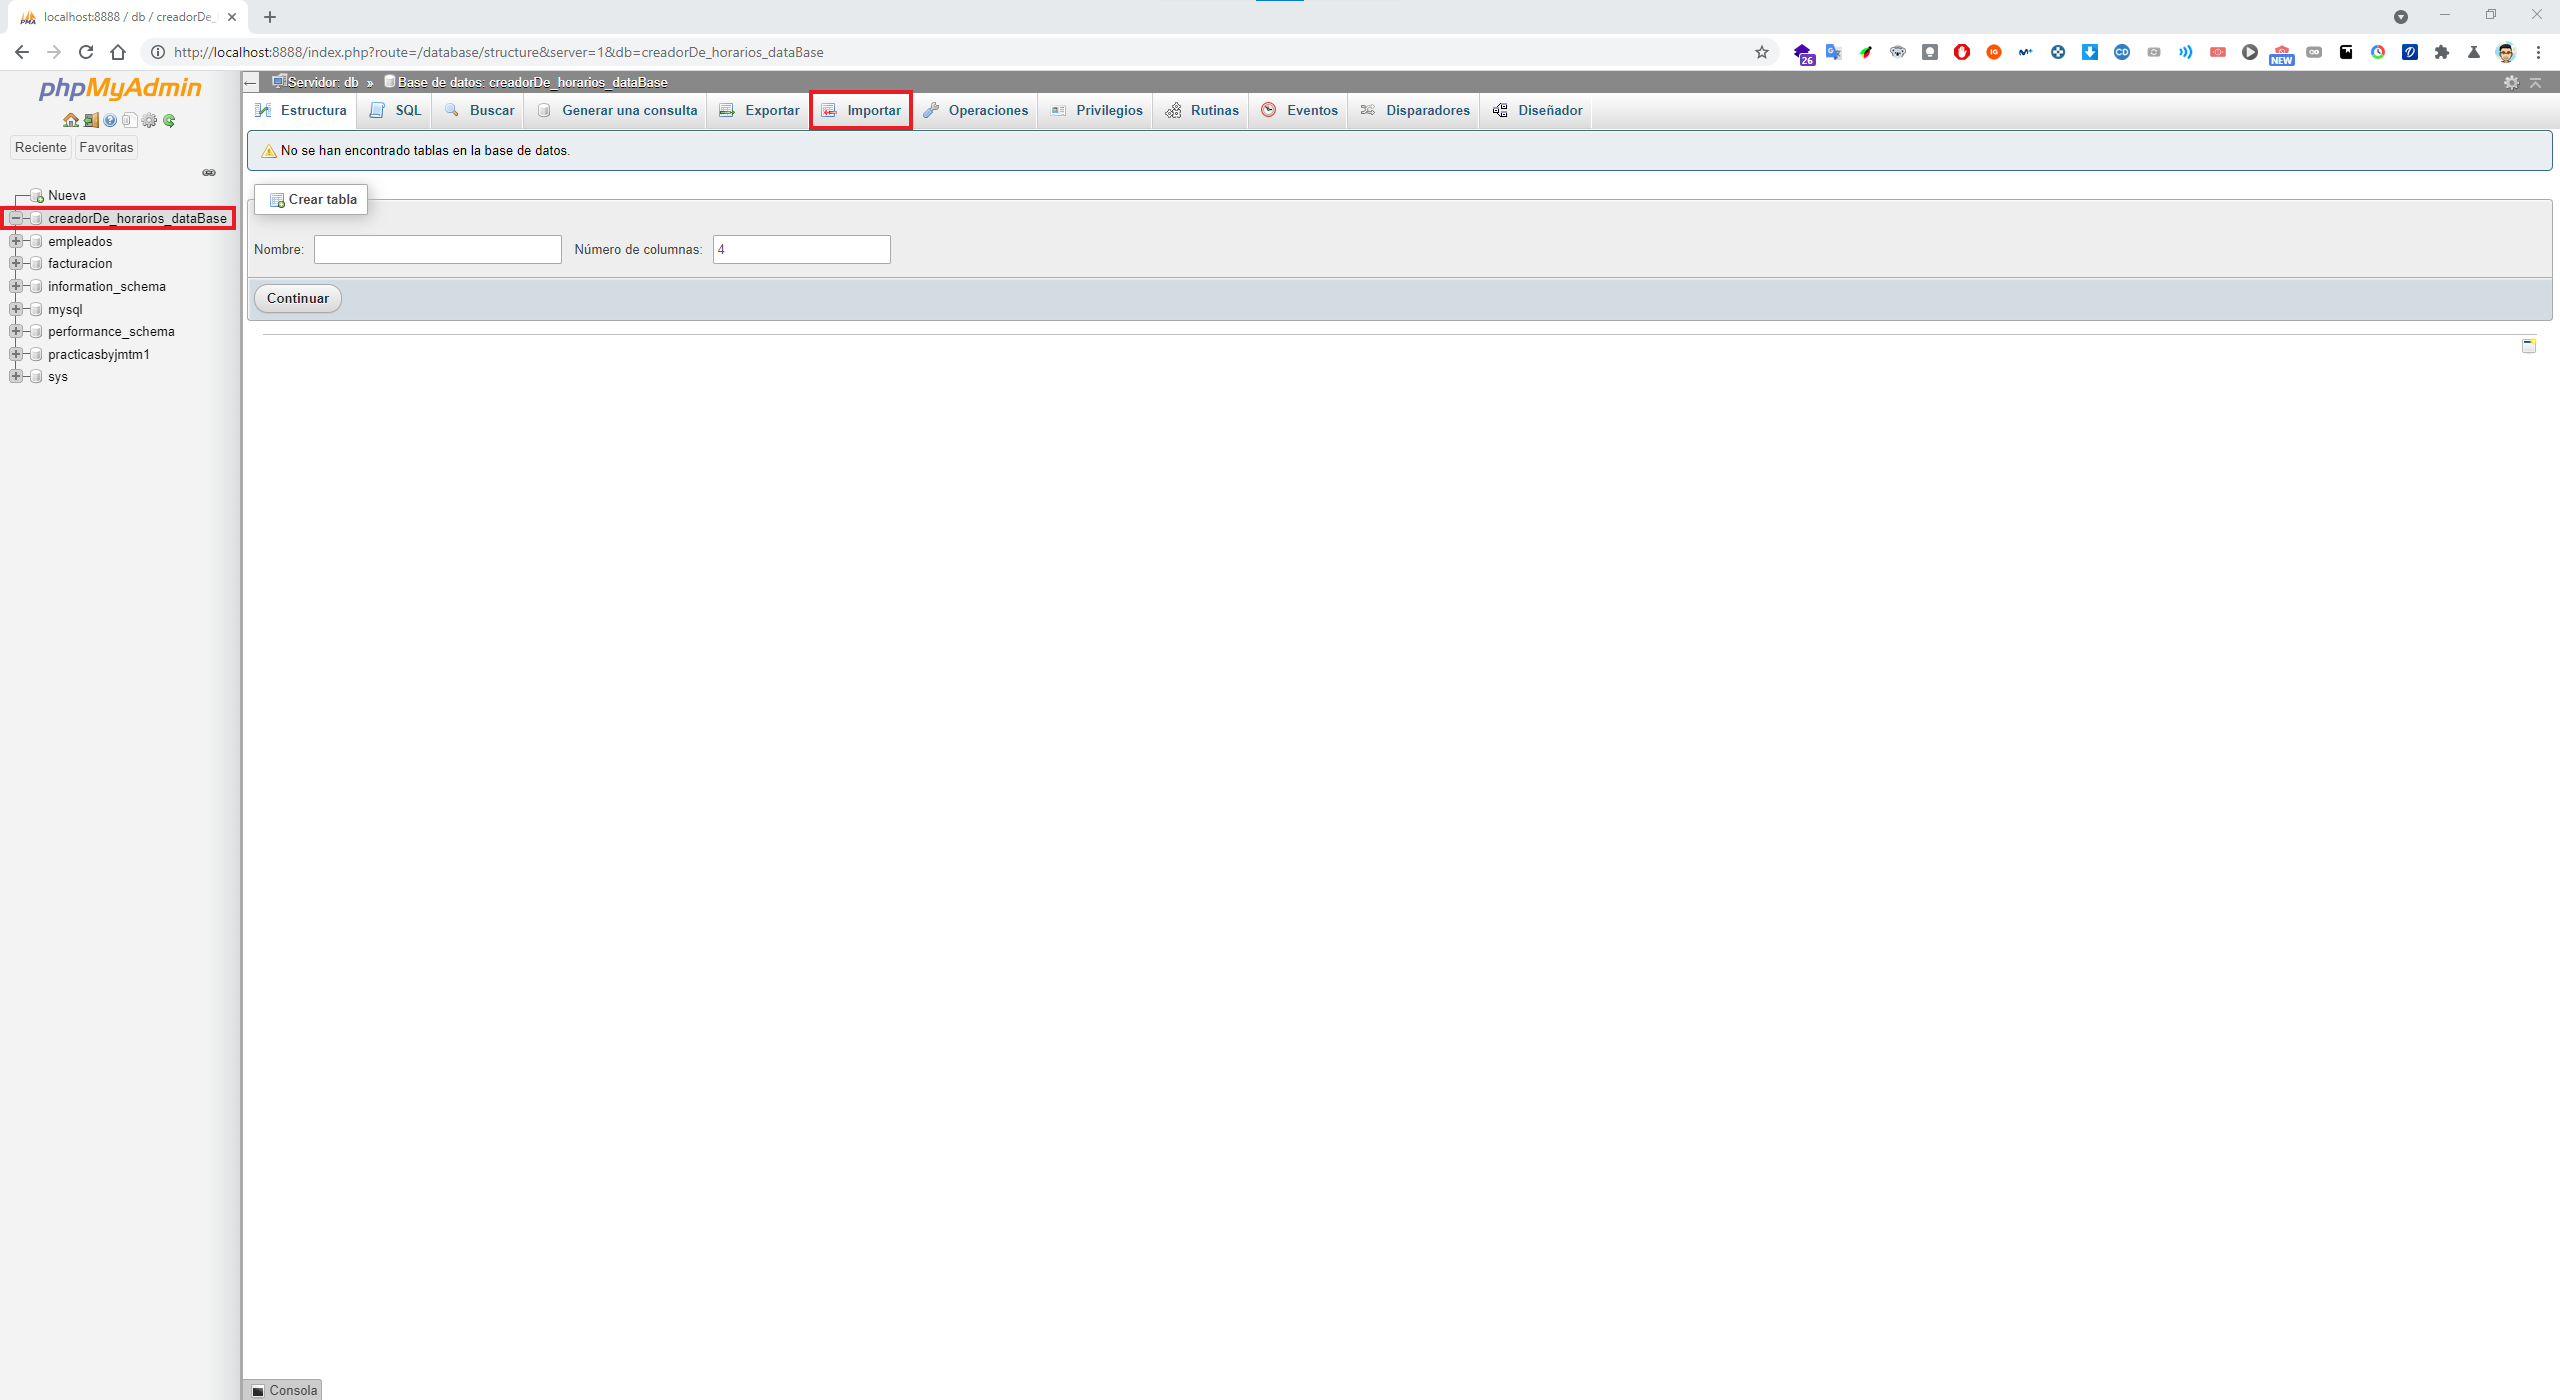 localhost:8888 / db / creadorDe_
http://localhost:8888/index.php?route=/database/structure&server=1&db=creadorDe_horarios_dataBase
26
CD
IG
NEW
phpMyAdmin
Servidor: db » Base de datos: creadorDe_horarios_dataBase
Estructura SQL Buscar Generar una consulta Exportar Importar Operaciones Privilegios Rutinas Eventos Disparadores Diseñador
Reciente Favoritas
No se han encontrado tablas en la base de datos.
Nueva
creadorDe_horarios_dataBase
empleados
facturacion
information_schema
mysql
performance_schema
practicasbyjmtm1
sys
Crear tabla
Nombre: Número de columnas: 4
Continuar
Consola